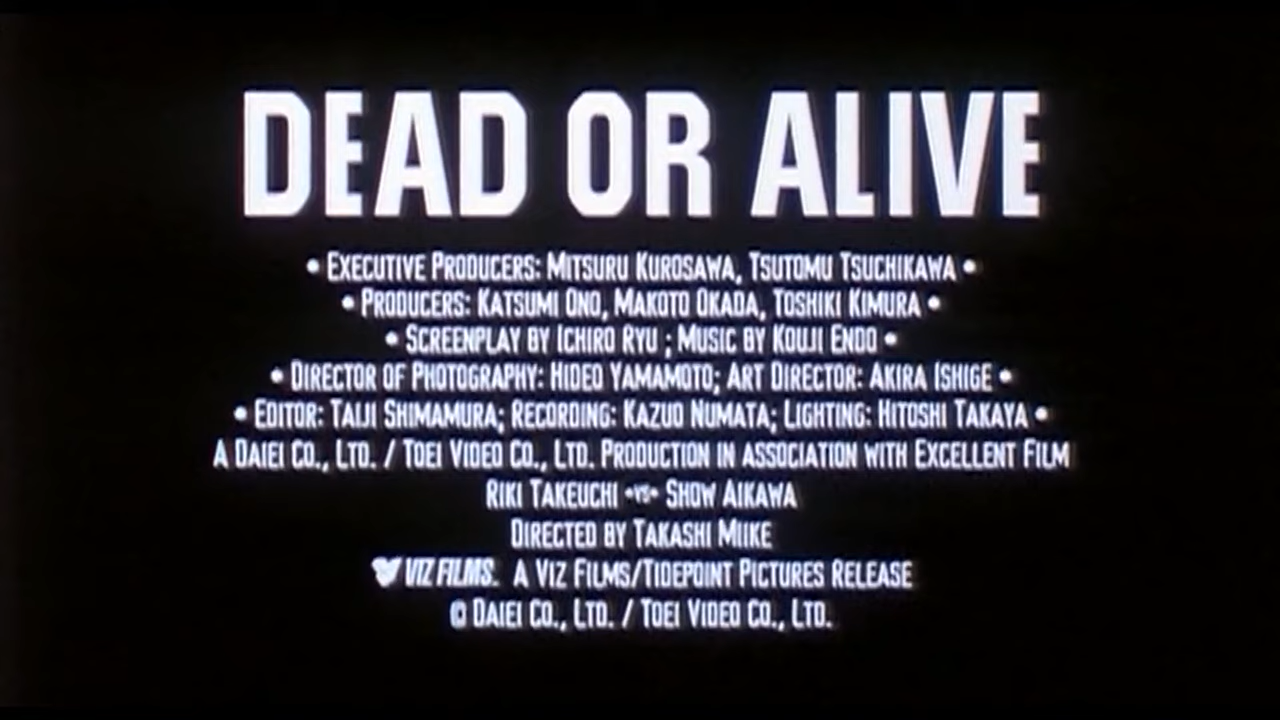 DEAD OR ALIVE
• EXECUTIVE PRODUCERS: MITSURU KUROSAWA, TSUTOMU TSUCHIKAWA •
• PRODUCERS: KATSUMI ONO, MAKOTO OKADA, TOSHIKI KIMURA •
• SCREENPLAY BY ICHIRO RYU ; MUSIC BY KOUJI ENDO •
• DIRECTOR OF PHOTOGRAPHY: HIDEO YAMAMOTO; ART DIRECTOR: AKIRA ISHIGE •
• EDITOR: TAIJI SHIMAMURA; RECORDING: KAZUO NUMATA; LIGHTING: HITOSHI TAKAYA •
A DAIEI CO., LTD. / TOEI VIDEO CO., LTD. PRODUCTION IN ASSOCIATION WITH EXCELLENT FILM
RIKI TAKEUCHI •VS• SHOW AIKAWA
DIRECTED BY TAKASHI MIIKE
VIZ FILMS. A VIZ FILMS/TIDEPOINT PICTURES RELEASE
© DAIEI CO., LTD. / TOEI VIDEO CO., LTD.